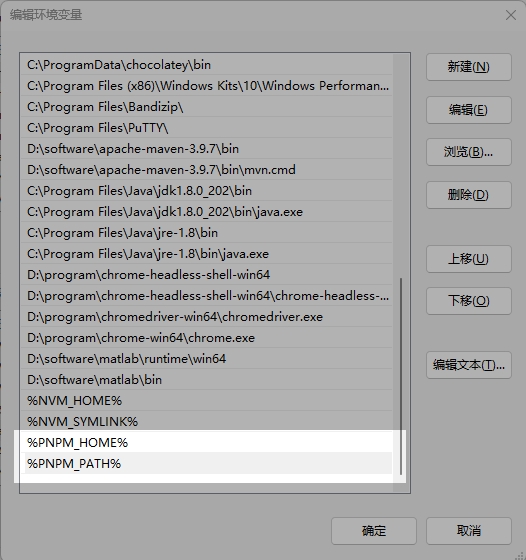 编辑环境变量
C:\ProgramData\chocolatey\bin
C:\Program Files (x86)\Windows Kits\10\Windows Performan...
C:\Program Files\Bandizip\
C:\Program Files\PuTTY\
D:\software\apache-maven-3.9.7\bin
D:\software\apache-maven-3.9.7\bin\mvn.cmd
C:\Program Files\Java\jdk1.8.0_202\bin
C:\Program Files\Java\jdk1.8.0_202\bin\java.exe
C:\Program Files\Java\jre-1.8\bin
C:\Program Files\Java\jre-1.8\bin\java.exe
D:\program\chrome-headless-shell-win64
D:\program\chrome-headless-shell-win64\chrome-headless-...
D:\program\chromedriver-win64\chromedriver.exe
D:\program\chrome-win64\chrome.exe
D:\software\matlab\runtime\win64
D:\software\matlab\bin
%NVM_HOME%
%NVM_SYMLINK%
%PNPM_HOME%
%PNPM_PATH%
新建(N)
编辑(E)
浏览(B)...
删除(D)
上移(U)
下移(O)
编辑文本(T)...
确定
取消